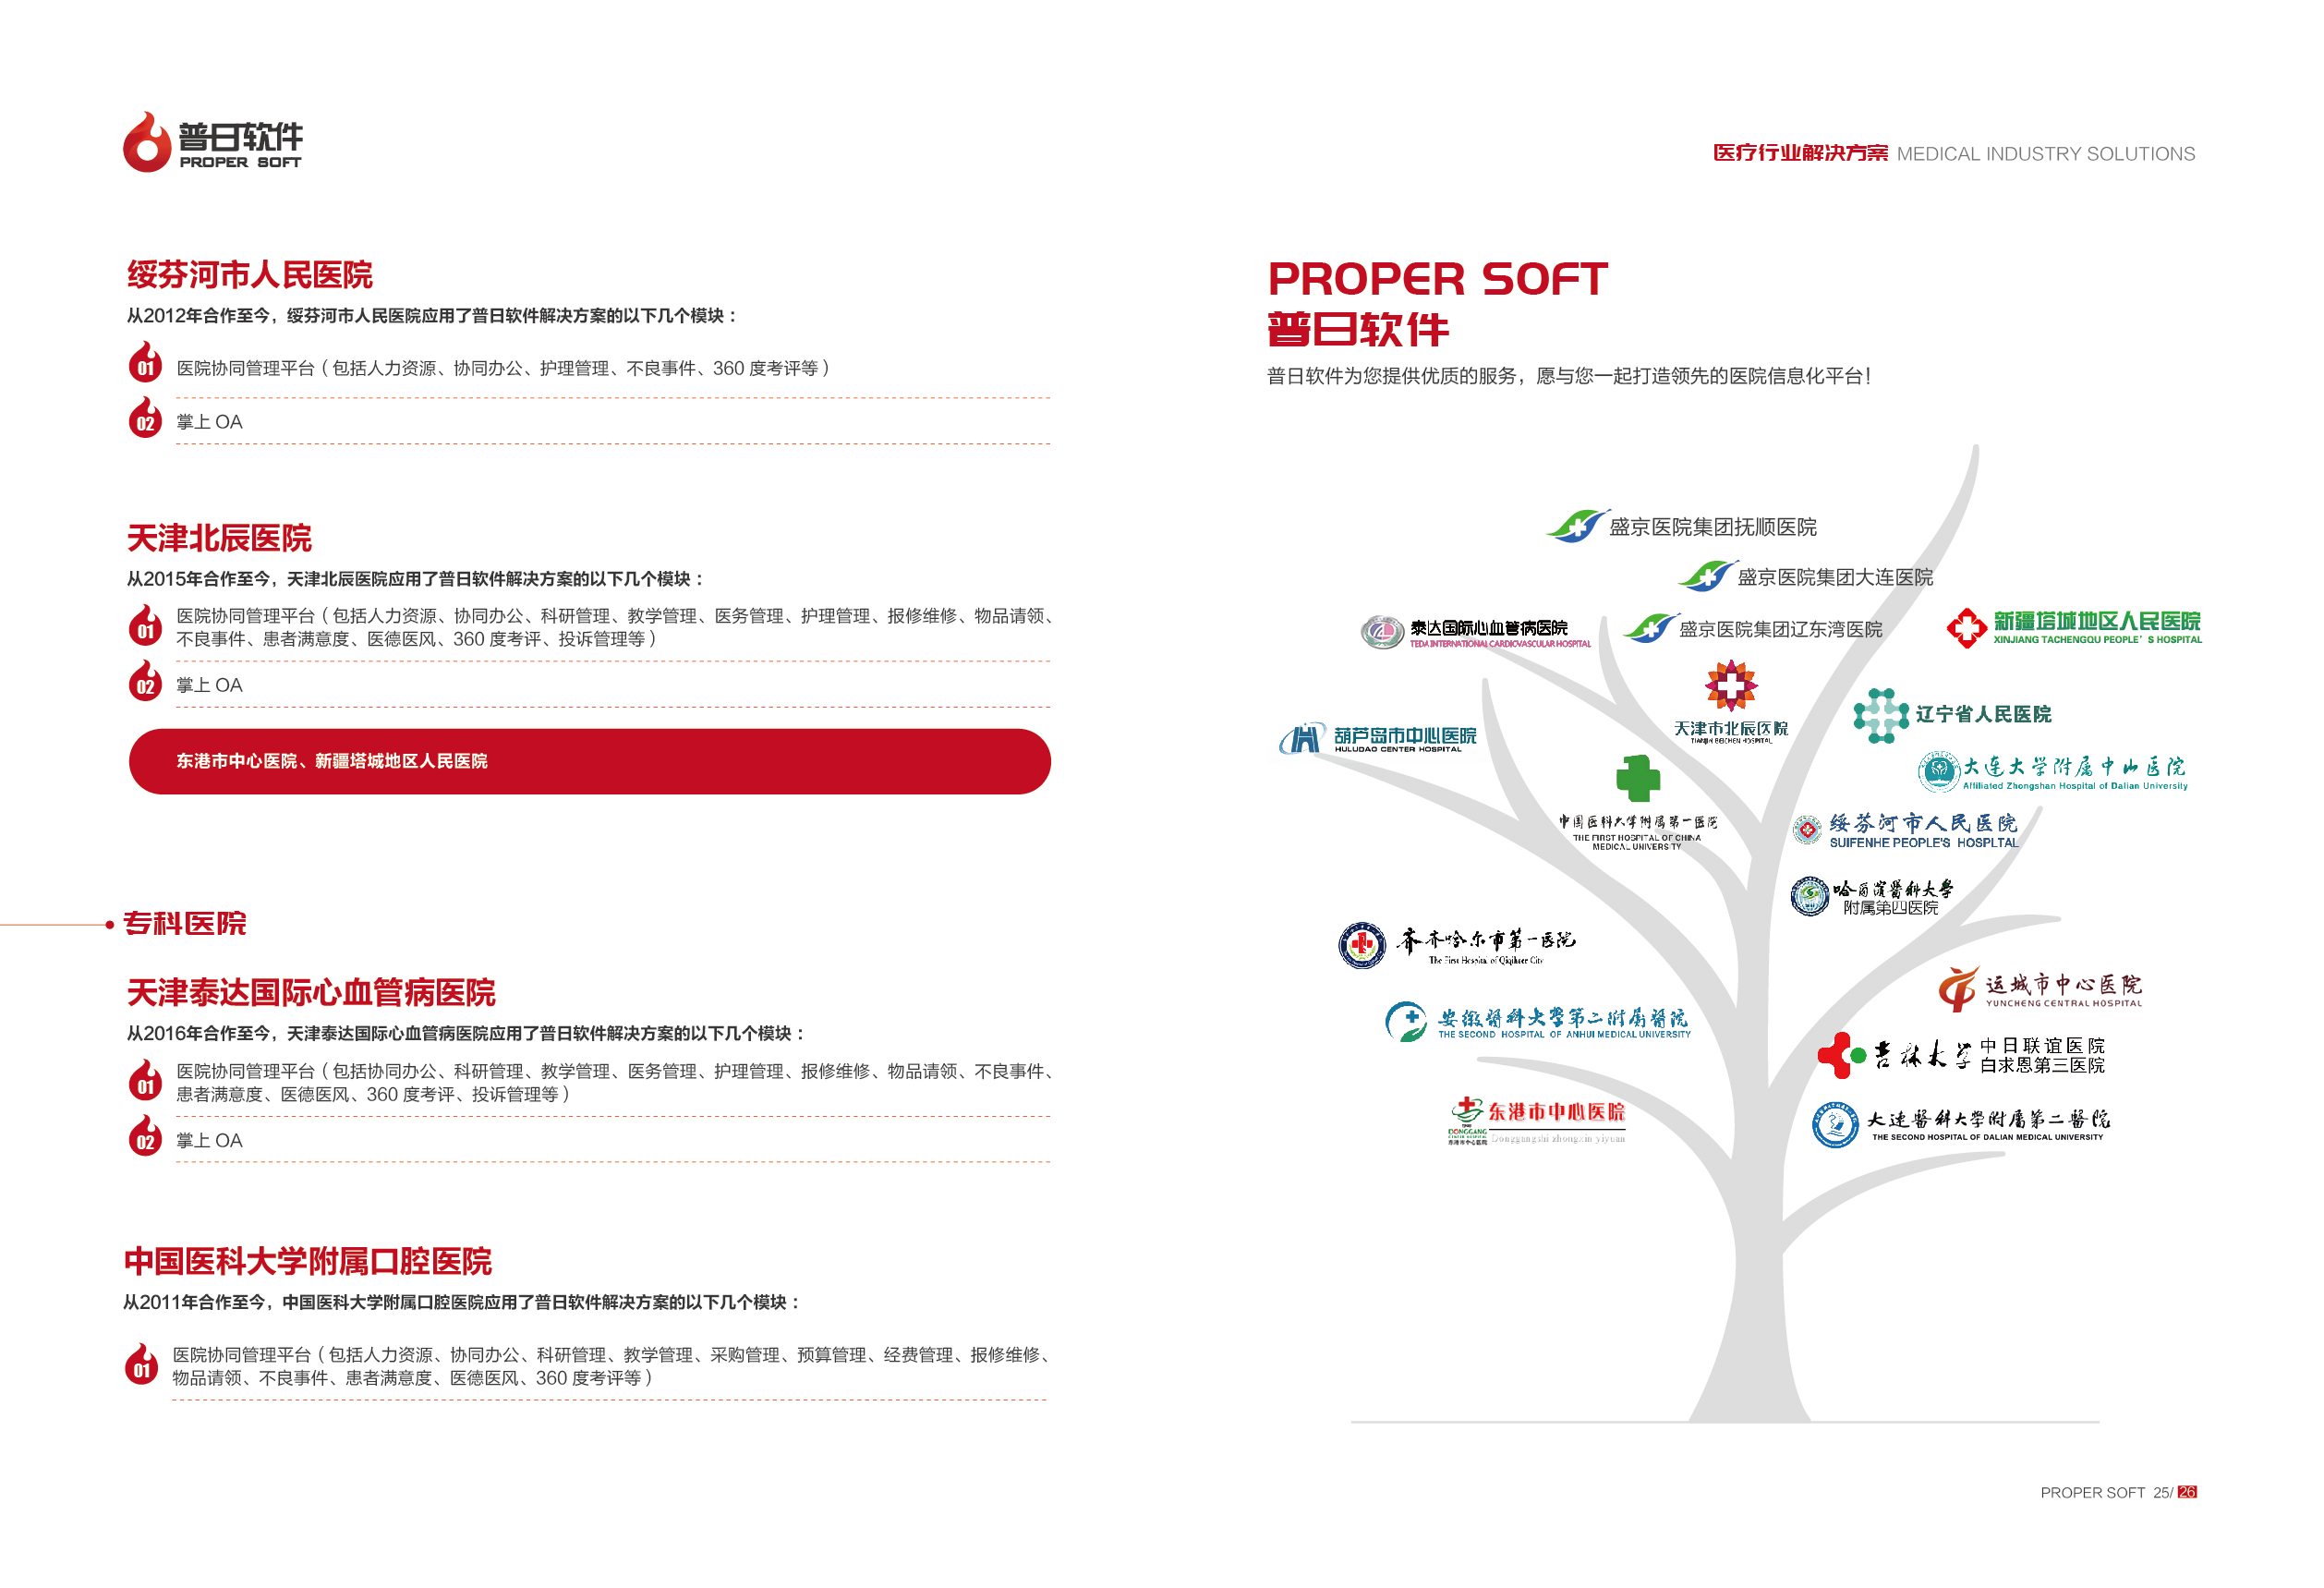 普日软件
PROPER SOFT
医疗行业解决方案 MEDICAL INDUSTRY SOLUTIONS
绥芬河市人民医院
从2012年合作至今，绥芬河市人民医院应用了普日软件解决方案的以下几个模块：
01 医院协同管理平台（包括人力资源、协同办公、护理管理、不良事件、360 度考评等）
02 掌上 OA
天津北辰医院
从2015年合作至今，天津北辰医院应用了普日软件解决方案的以下几个模块：
01 医院协同管理平台（包括人力资源、协同办公、科研管理、教学管理、医务管理、护理管理、报修维修、物品请领、
不良事件、患者满意度、医德医风、360 度考评、投诉管理等）
02 掌上 OA
东港市中心医院、新疆塔城地区人民医院
专科医院
天津泰达国际心血管病医院
从2016年合作至今，天津泰达国际心血管病医院应用了普日软件解决方案的以下几个模块：
01 医院协同管理平台（包括协同办公、科研管理、教学管理、医务管理、护理管理、报修维修、物品请领、不良事件、
患者满意度、医德医风、360 度考评、投诉管理等）
02 掌上 OA
中国医科大学附属口腔医院
从2011年合作至今，中国医科大学附属口腔医院应用了普日软件解决方案的以下几个模块：
01 医院协同管理平台（包括人力资源、协同办公、科研管理、教学管理、采购管理、预算管理、经费管理、报修维修、
物品请领、不良事件、患者满意度、医德医风、360 度考评等）
PROPER SOFT
普日软件
普日软件为您提供优质的服务，愿与您一起打造领先的医院信息化平台！
盛京医院集团抚顺医院
盛京医院集团大连医院
泰达国际心血管病医院
TEDA INTERNATIONAL CARDIOVASCULAR HOSPITAL
盛京医院集团辽东湾医院
新疆塔城地区人民医院
XINJIANG TACHENGQU PEOPLE'S HOSPITAL
天津市北辰医院
TIANJIN BEICHEN HOSPITAL
辽宁省人民医院
葫芦岛市中心医院
HULUDAO CENTER HOSPITAL
大连大学附属中山医院
Affiliated Zhongshan Hospital of Dalian University
中国医科大学附属第一医院
THE FIRST HOSPITAL OF CHINA
MEDICAL UNIVERSITY
绥芬河市人民医院
SUIFENHE PEOPLE'S HOSPLTAL
哈尔滨醫科大學
附属第四医院
齐齐哈尔市第一医院
The First Hospital of Qiqihaer City
运城市中心医院
YUNCHENG CENTRAL HOSPITAL
安徽醫科大學第二附属醫院
THE SECOND HOSPITAL OF ANHUI MEDICAL UNIVERSITY
吉林大学 中日联谊医院
白求恩第三医院
东港市中心医院
DONGGANG
东港市中心医院
Donggangshi zhongxin yiyuan
大连醫科大学附属第二醫院
THE SECOND HOSPITAL OF DALIAN MEDICAL UNIVERSITY
PROPER SOFT 25/ 26